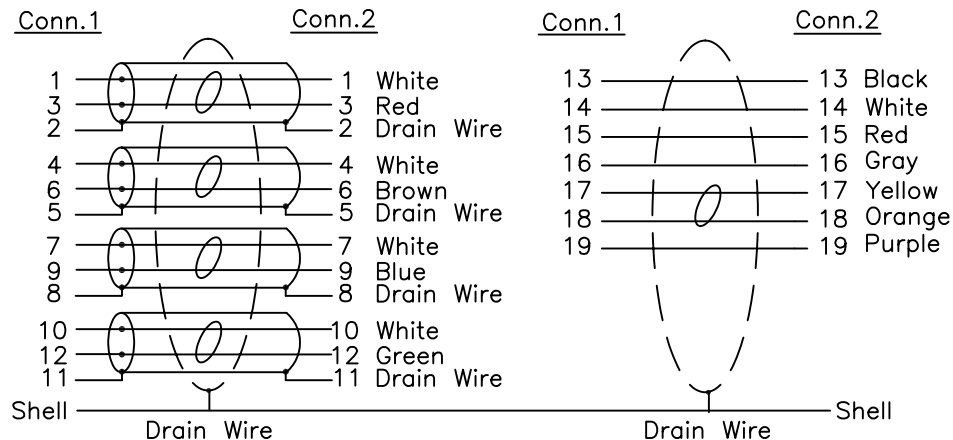 Conn.1 Conn.2 Conn.1 Conn.2
1 1 White 13 13 Black
3 3 Red 14 14 White
2 2 Drain Wire 15 15 Red
4 4 White 16 16 Gray
6 6 Brown 17 17 Yellow
5 5 Drain Wire 18 18 Orange
7 7 White 19 19 Purple
9 9 Blue
8 8 Drain Wire
10 10 White
12 12 Green
11 11 Drain Wire
Shell Shell
Drain Wire Drain Wire